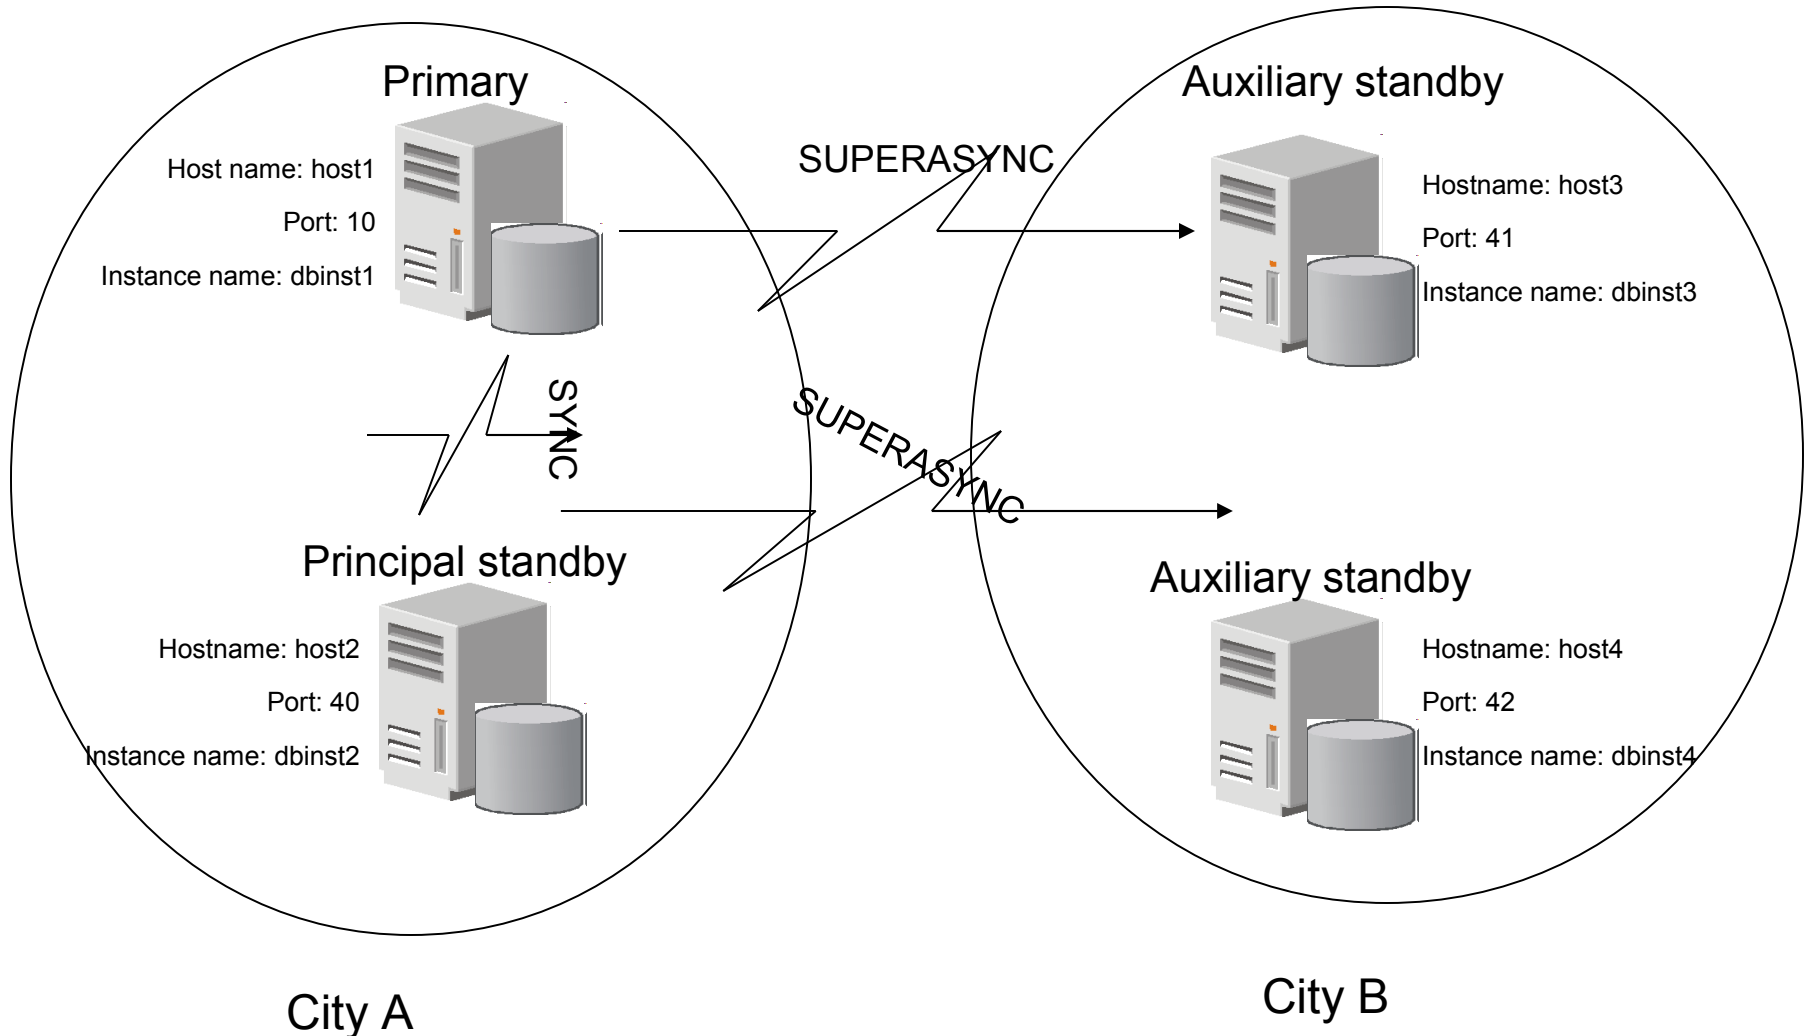 Primary
Host name: host1
Port: 10
Instance name: dbinst1
SUPERASYNC
Auxiliary standby
Hostname: host3
Port: 41
Instance name: dbinst3
SYNC
SUPERASYNC
Principal standby
Hostname: host2
Port: 40
Instance name: dbinst2
Auxiliary standby
Hostname: host4
Port: 42
Instance name: dbinst4
City A
City B